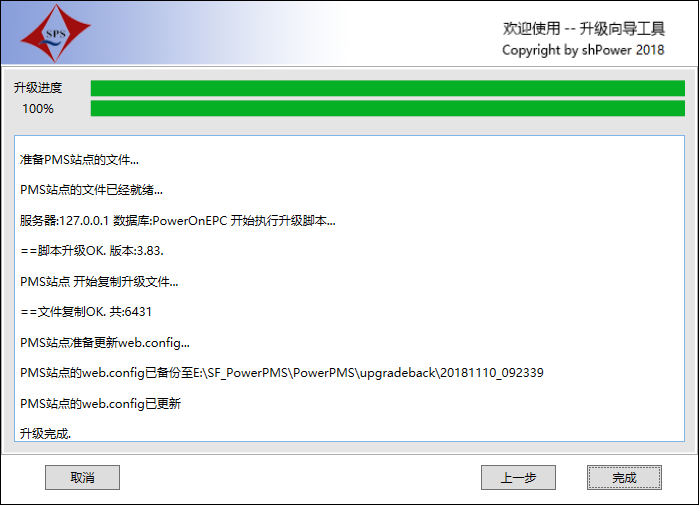 SPS
欢迎使用 -- 升级向导工具
Copyright by shPower 2018
升级进度
100%
准备PMS站点的文件...
PMS站点的文件已经就绪...
服务器:127.0.0.1 数据库:PowerOnEPC 开始执行升级脚本...
==脚本升级OK. 版本:3.83.
PMS站点 开始复制升级文件...
==文件复制OK. 共:6431
PMS站点准备更新web.config...
PMS站点的web.config已备份至E:\SF_PowerPMS\PowerPMS\upgradeback\20181110_092339
PMS站点的web.config已更新
升级完成.
取消 上一步 完成